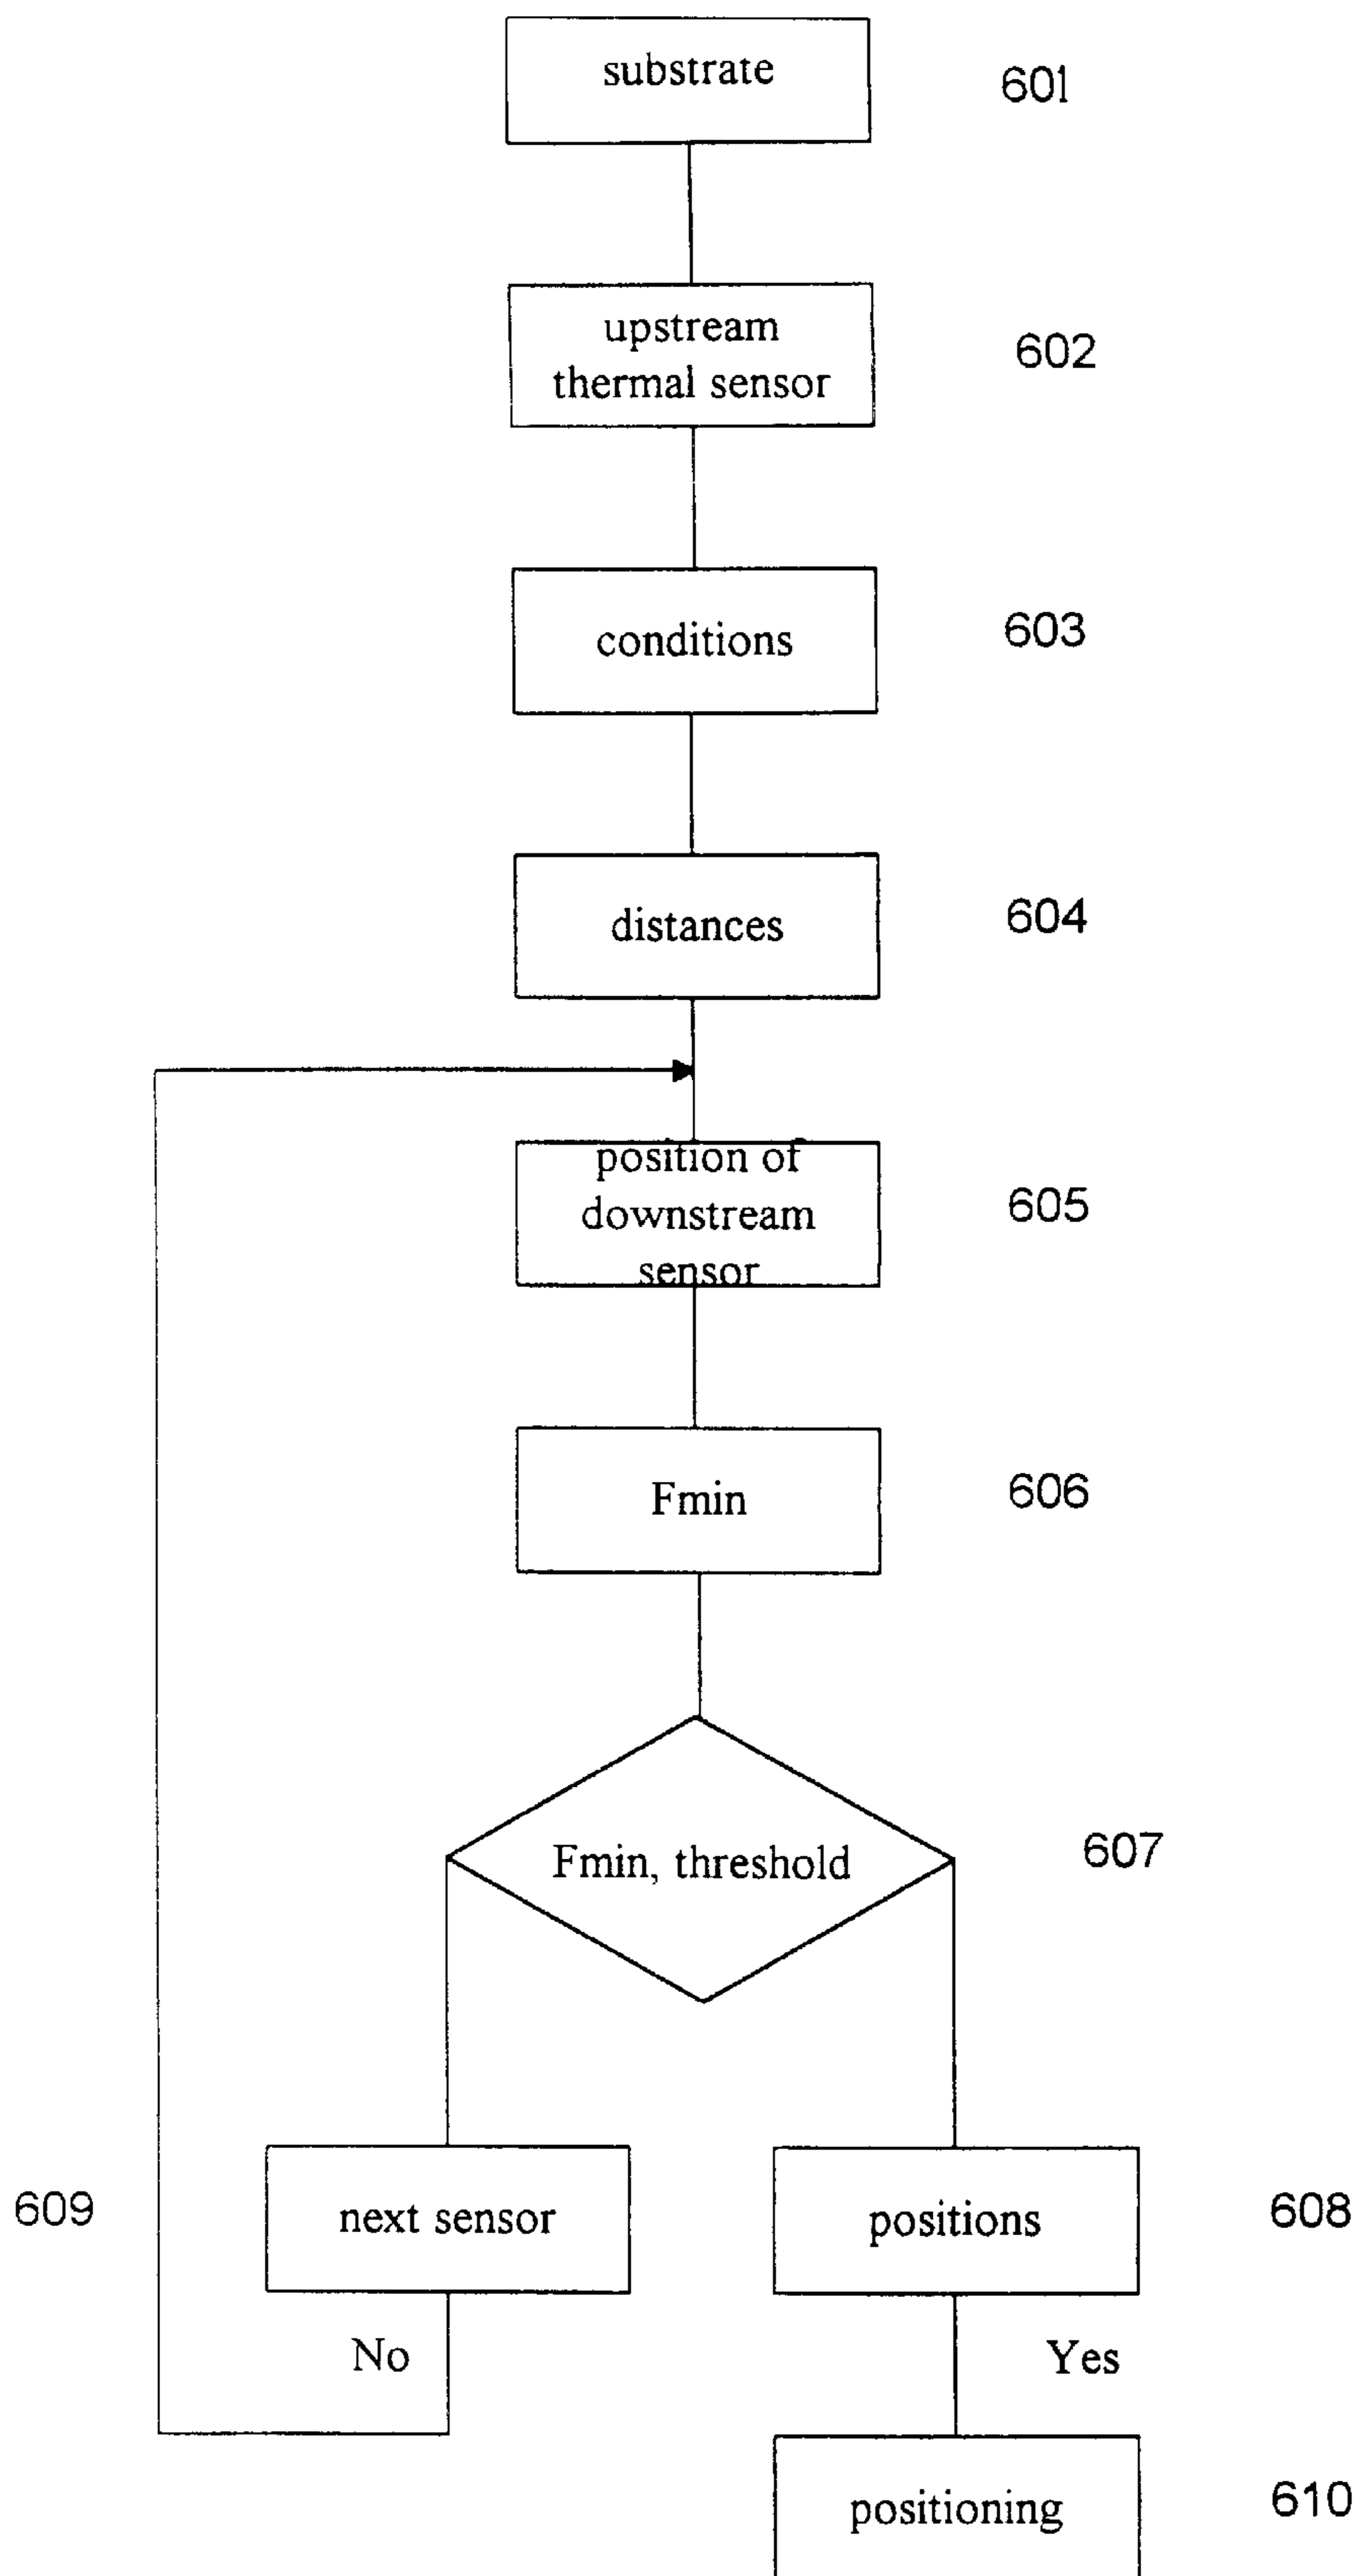 substrate
601
upstream
thermal sensor
602
conditions
603
distances
604
position of
downstream
sensor
605
Fmin
606
Fmin, threshold
607
609
next sensor
positions
608
No
Yes
positioning
610